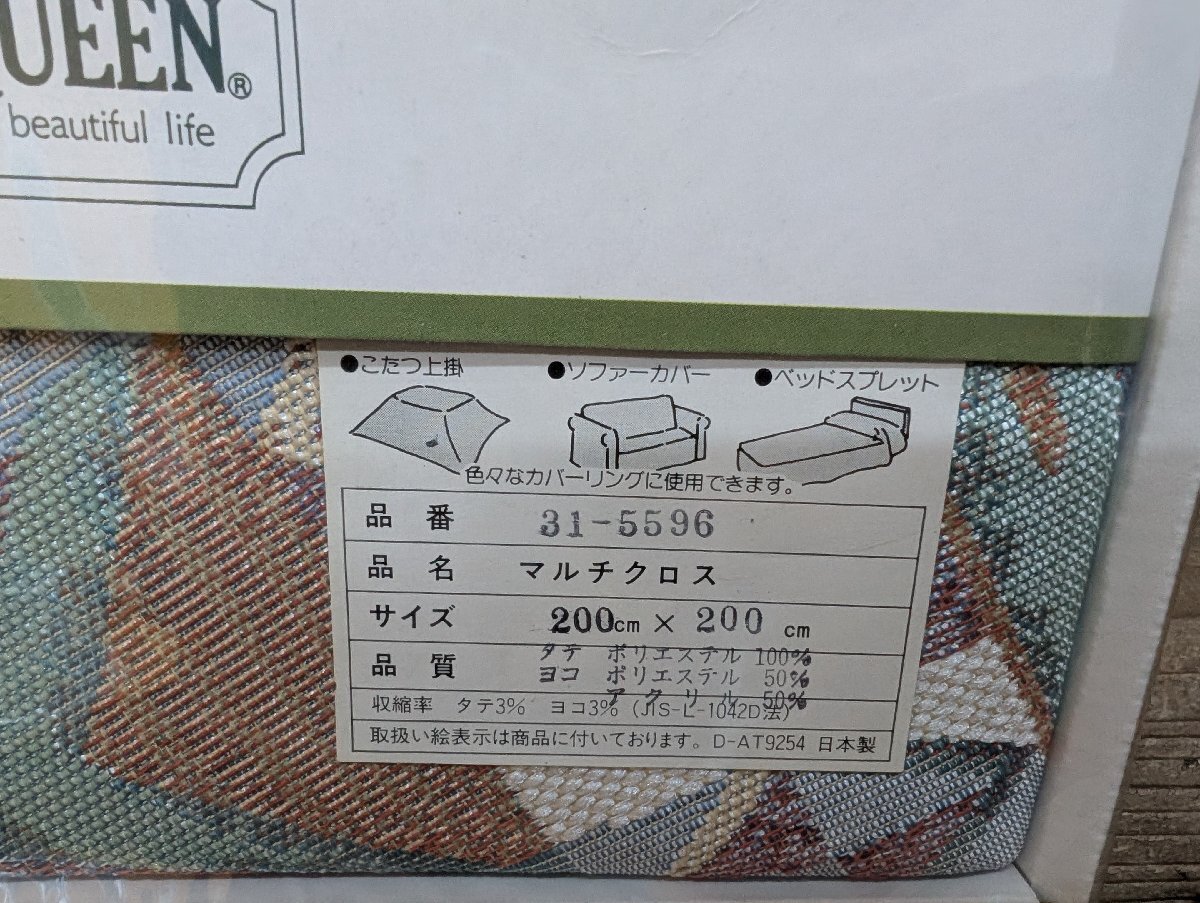 UEEN®
beautiful life
●こたつ上掛 ●ソファーカバー ●ベッドスプレット
色々なカバーリングに使用できます。
品番 31-5596
品名 マルチクロス
サイズ 200cm × 200 cm
品質 タテ ポリエステル 100%
ヨコ ポリエステル 50%
アクリル 50%
収縮率 タテ3% ヨコ3% (JIS-L-1042D法)
取扱い絵表示は商品に付いております。D-AT9254 日本製